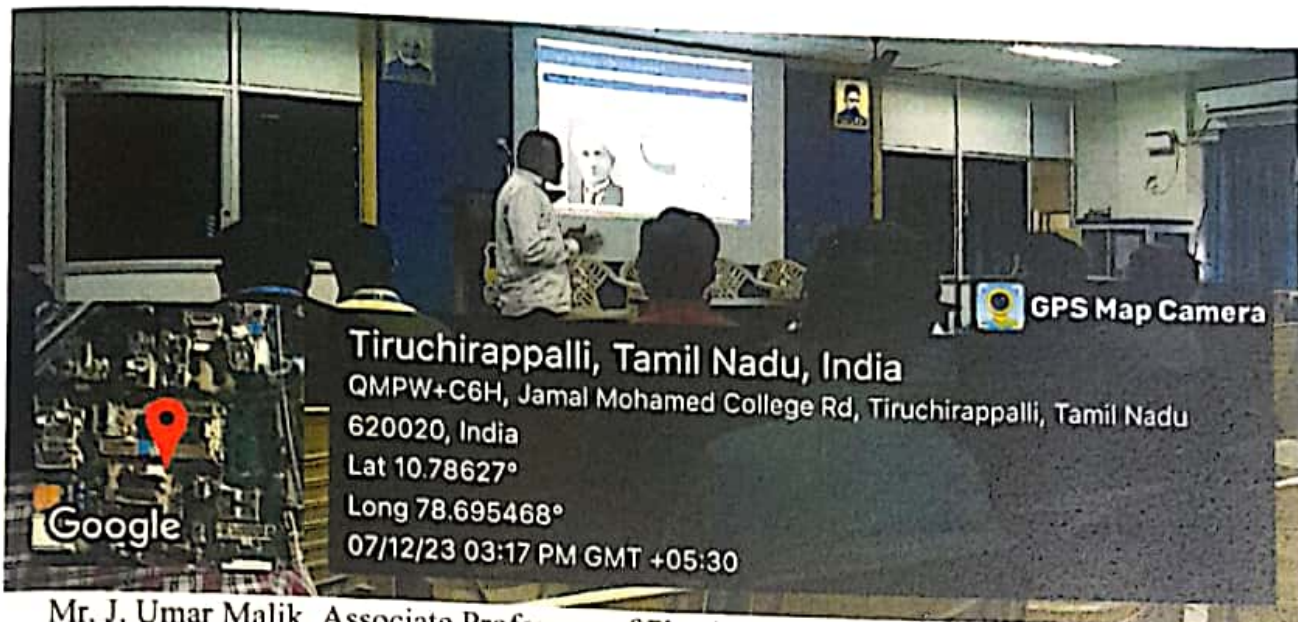 GPS Map Camera
Tiruchirappalli, Tamil Nadu, India
QMPW+C6H, Jamal Mohamed College Rd, Tiruchirappalli, Tamil Nadu
620020, India
Lat 10.78627°
Long 78.695468°
07/12/23 03:17 PM GMT +05:30
Google
Mr. J. Umar Malik, Associate Professor of